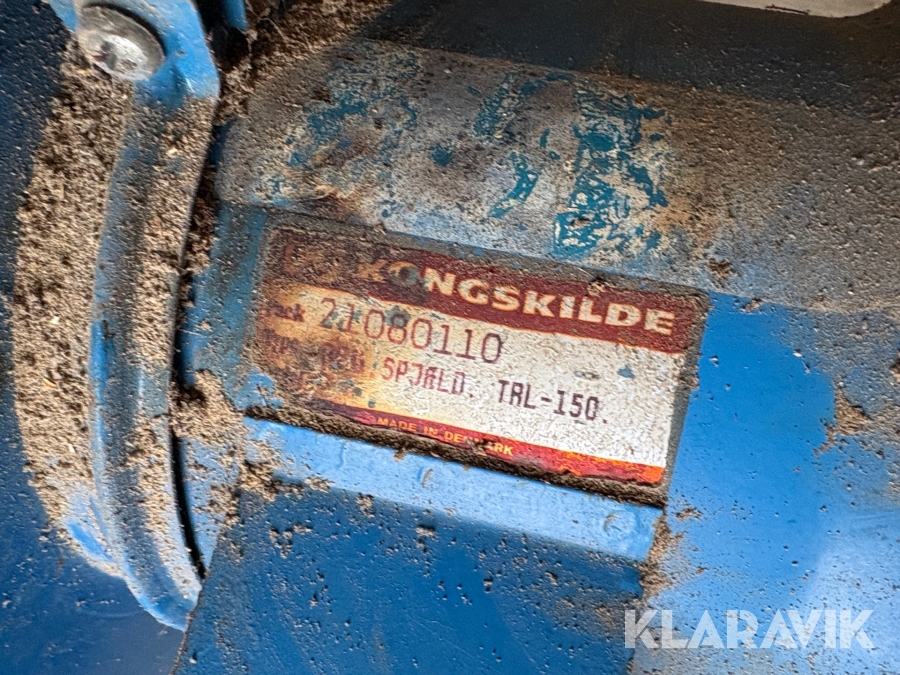 KONGSKILDE
21080110
SPJÆLD. TRL-150.
MADE IN DENMARK
KLARAVIK